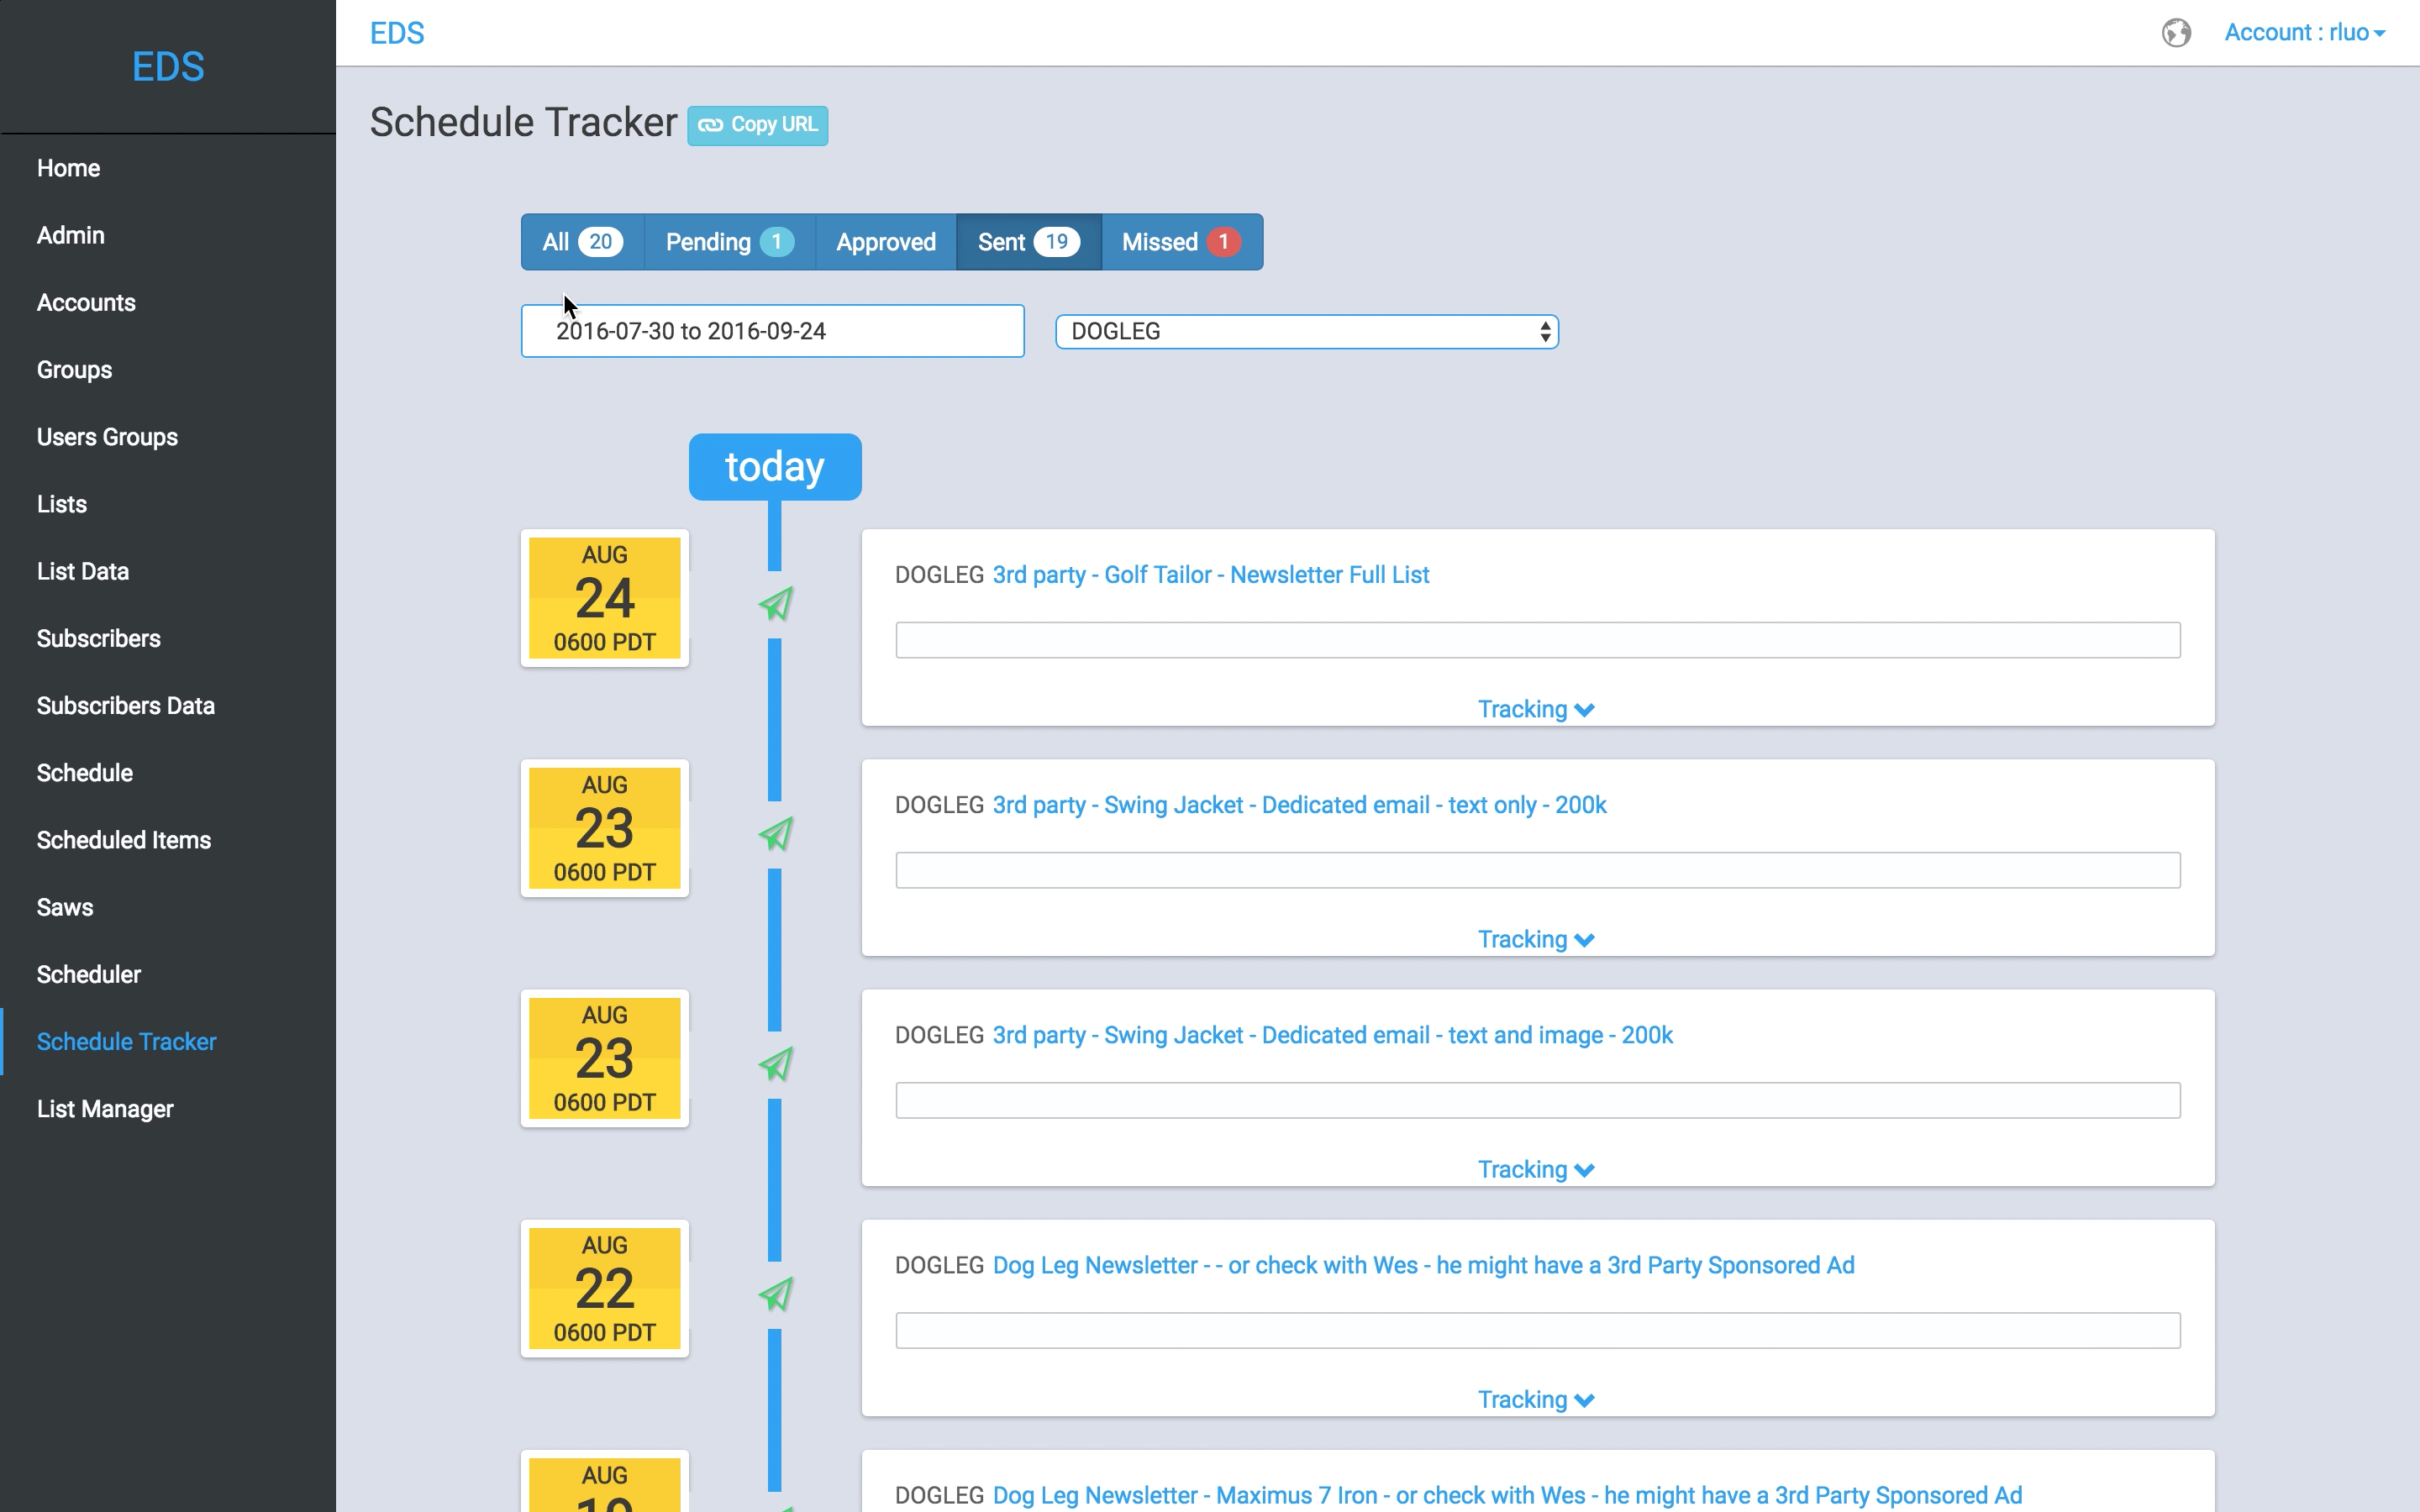 EDS
EDS
Account : rluo
Home
Admin
Accounts
Groups
Users Groups
Lists
List Data
Subscribers
Subscribers Data
Schedule
Scheduled Items
Saws
Scheduler
Schedule Tracker
List Manager
Schedule Tracker Copy URL
All 20 Pending 1 Approved Sent 19 Missed 1
2016-07-30 to 2016-09-24 DOGLEG
today
AUG
24
0600 PDT
DOGLEG 3rd party - Golf Tailor - Newsletter Full List
Tracking
AUG
23
0600 PDT
DOGLEG 3rd party - Swing Jacket - Dedicated email - text only - 200k
Tracking
AUG
23
0600 PDT
DOGLEG 3rd party - Swing Jacket - Dedicated email - text and image - 200k
Tracking
AUG
22
0600 PDT
DOGLEG Dog Leg Newsletter - - or check with Wes - he might have a 3rd Party Sponsored Ad
Tracking
AUG
DOGLEG Dog Leg Newsletter - Maximus 7 Iron - or check with Wes - he might have a 3rd Party Sponsored Ad